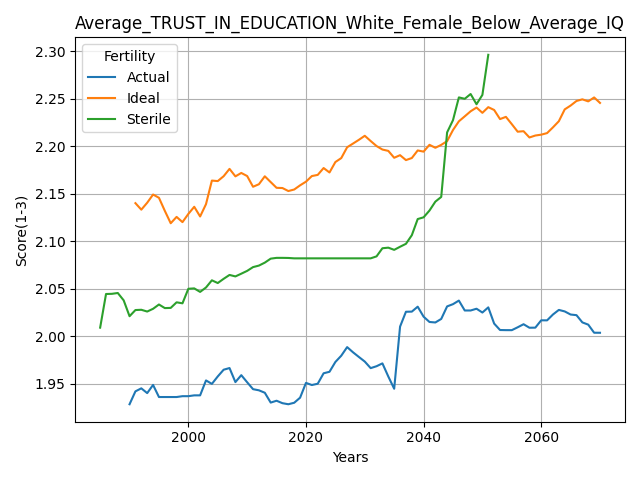 Average_TRUST_IN_EDUCATION_White_Female_Below_Average_IQ
Fertility
Actual
Ideal
Sterile
Score(1-3)
2.30
2.25
2.20
2.15
2.10
2.05
2.00
1.95
2000
2020
2040
2060
Years